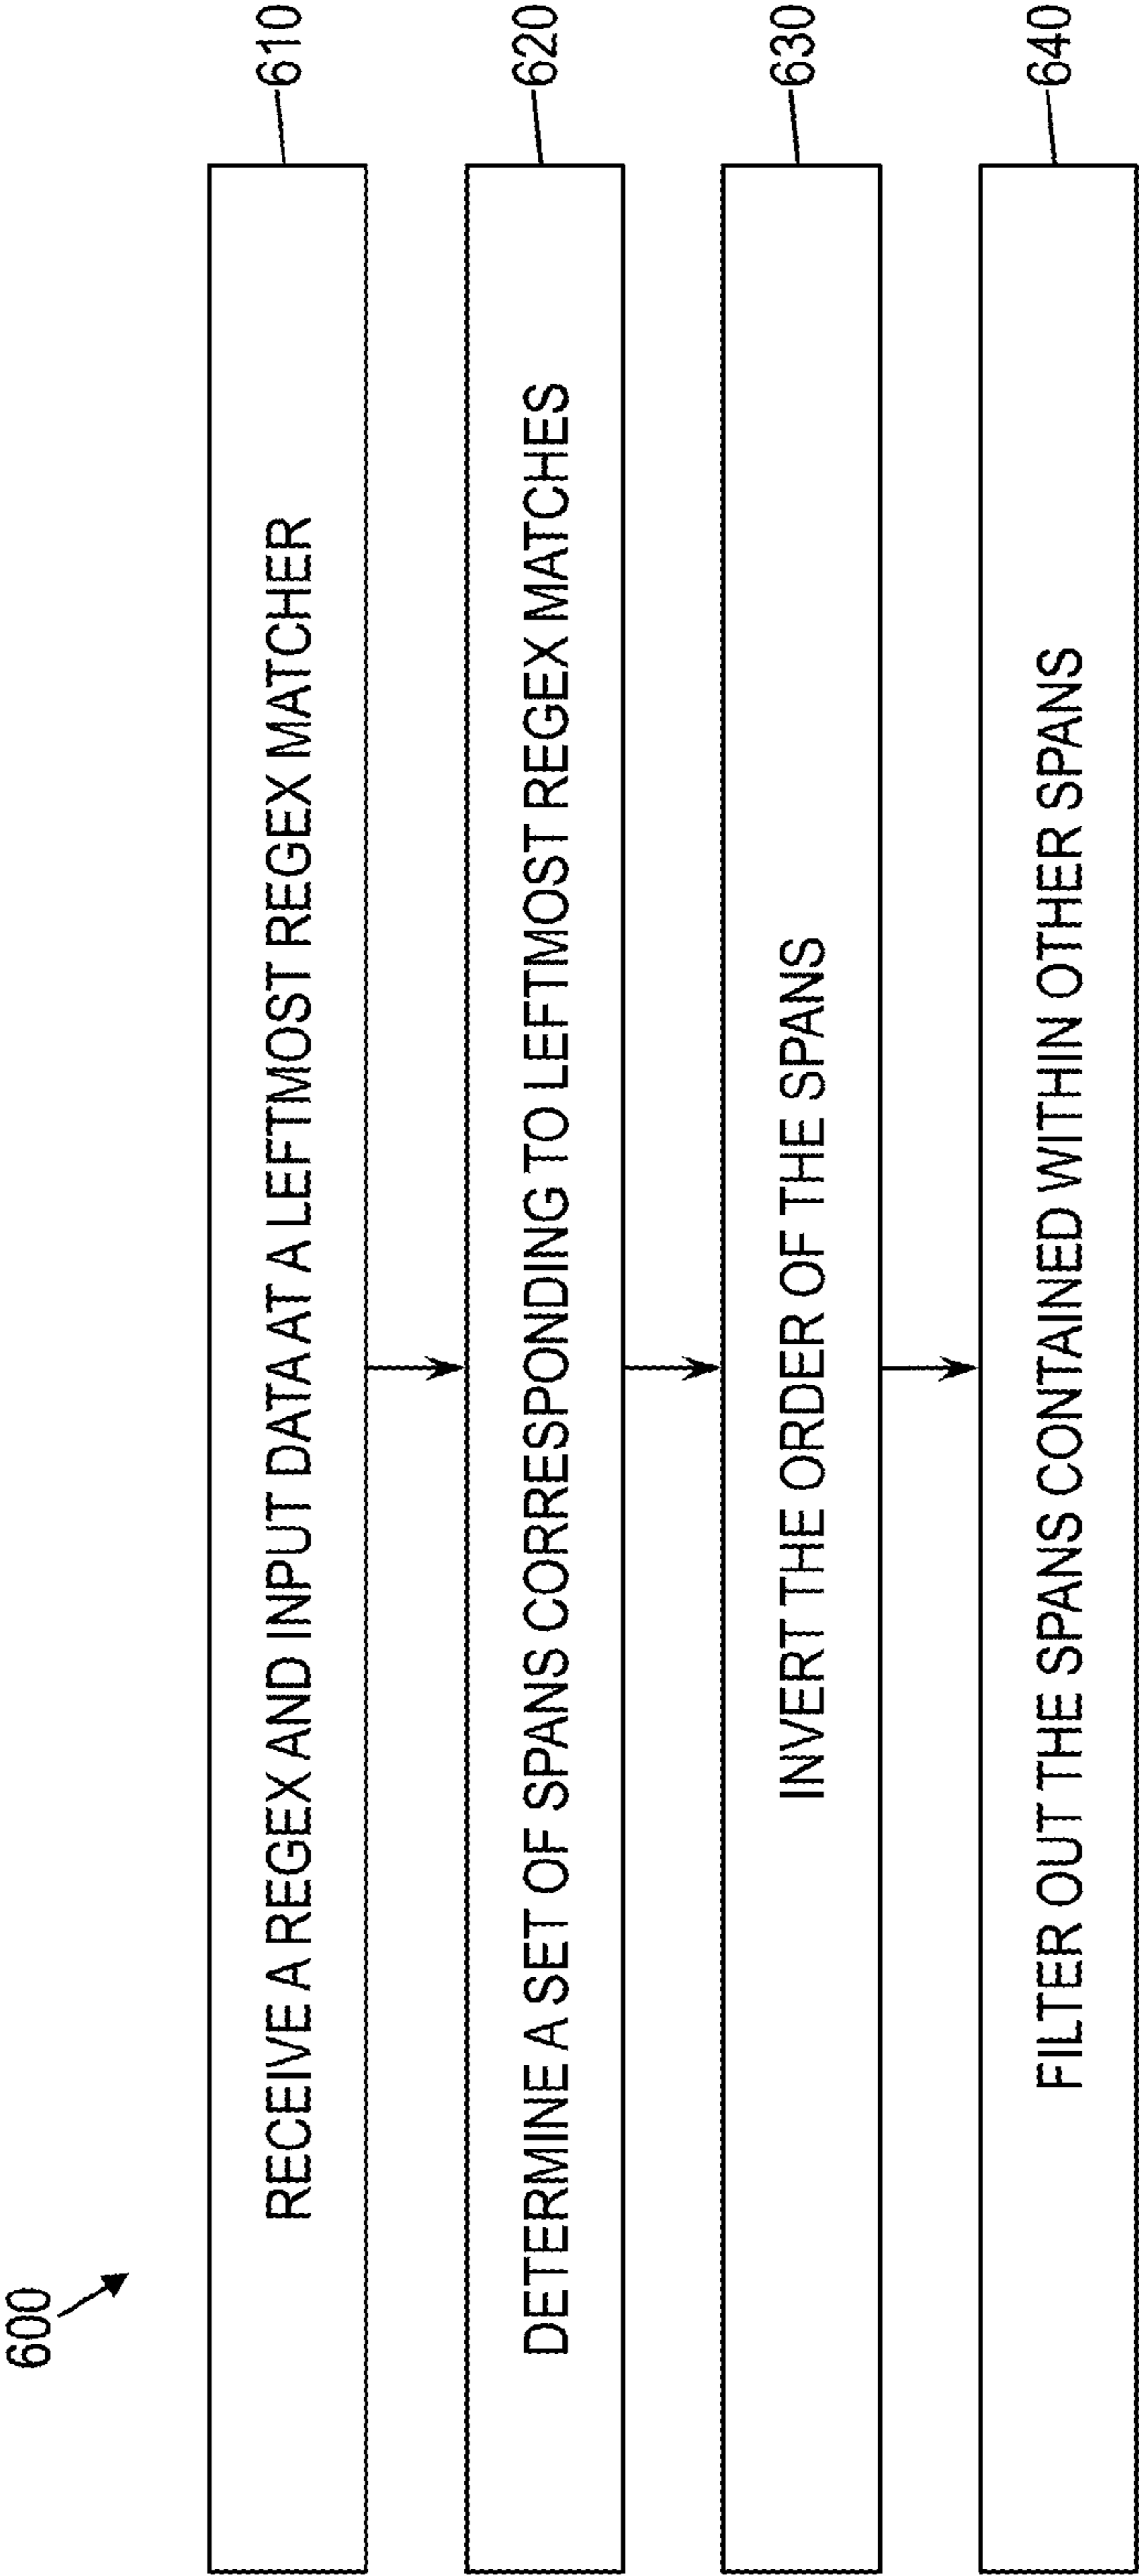 600
RECEIVE A REGEX AND INPUT DATA AT A LEFTMOST REGEX MATCHER
610
DETERMINE A SET OF SPANS CORRESPONDING TO LEFTMOST REGEX MATCHES
620
INVERT THE ORDER OF THE SPANS
630
FILTER OUT THE SPANS CONTAINED WITHIN OTHER SPANS
640